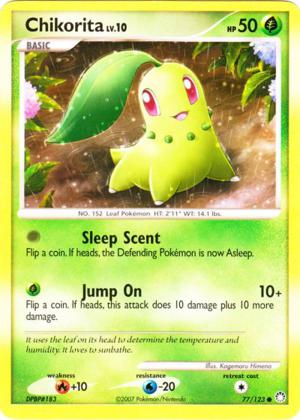 Chikorita LV.10 HP 50
BASIC
NO. 152 Leaf Pokémon HT: 2'11" WT: 14.1 lbs.
Sleep Scent
Flip a coin. If heads, the Defending Pokémon is now Asleep.
Jump On 10+
Flip a coin. If heads, this attack does 10 damage plus 10 more damage.
It uses the leaf on its head to determine the temperature and humidity. It loves to sunbathe.
Illus. Kagemaru Himeno
weakness resistance retreat cost
+10 -20
DPBP#183 ©2007 Pokémon/Nintendo 77/123